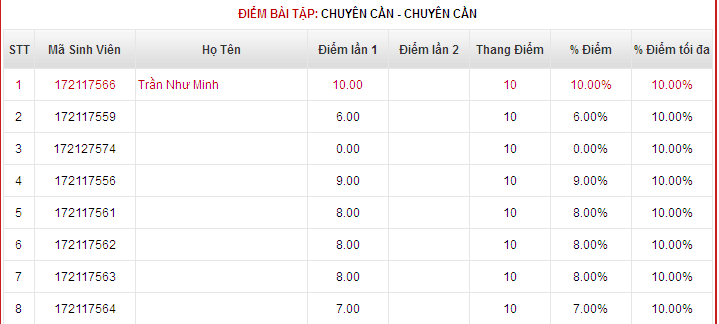 ĐIỂM BÀI TẬP: CHUYÊN CẦN - CHUYÊN CẦN
STT Mã Sinh Viên Họ Tên Điểm lần 1 Điểm lần 2 Thang Điểm % Điểm % Điểm tối đa
1 172117566 Trần Như Minh 10.00 10 10.00% 10.00%
2 172117559 6.00 10 6.00% 10.00%
3 172127574 0.00 10 0.00% 10.00%
4 172117556 9.00 10 9.00% 10.00%
5 172117561 8.00 10 8.00% 10.00%
6 172117562 8.00 10 8.00% 10.00%
7 172117563 8.00 10 8.00% 10.00%
8 172117564 7.00 10 7.00% 10.00%